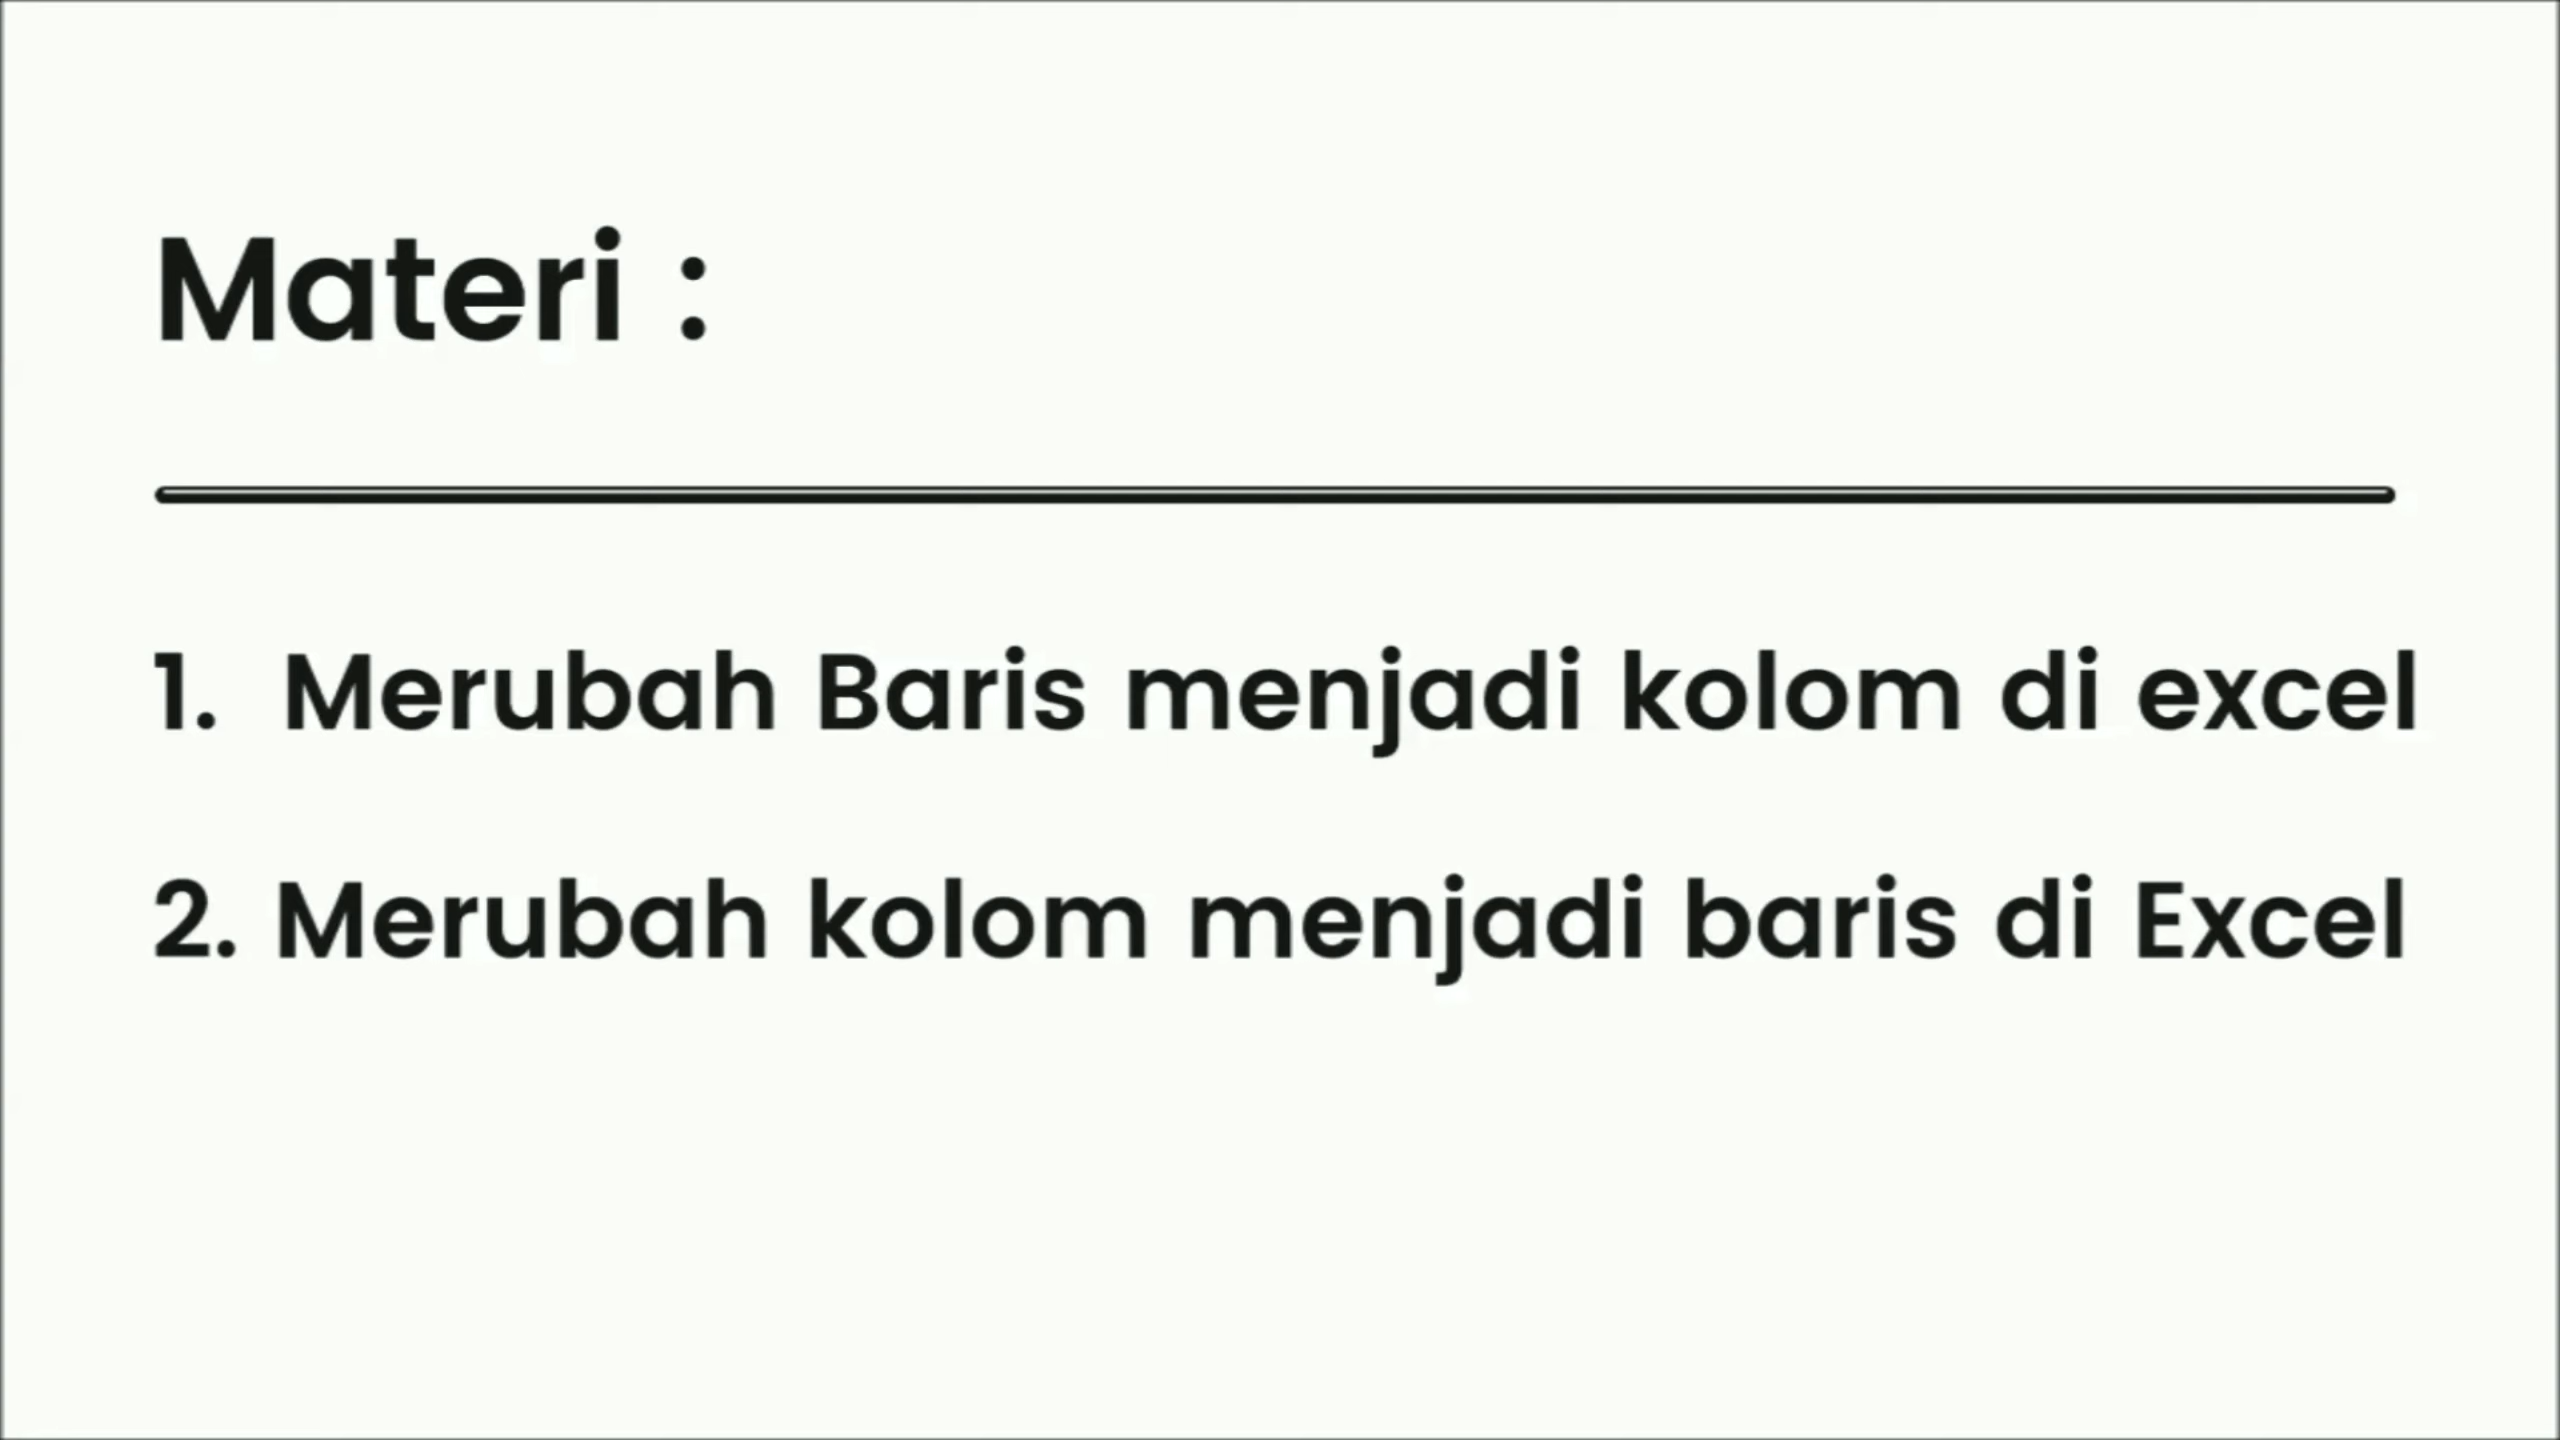 Materi :
1. Merubah Baris menjadi kolom di excel
2. Merubah kolom menjadi baris di Excel